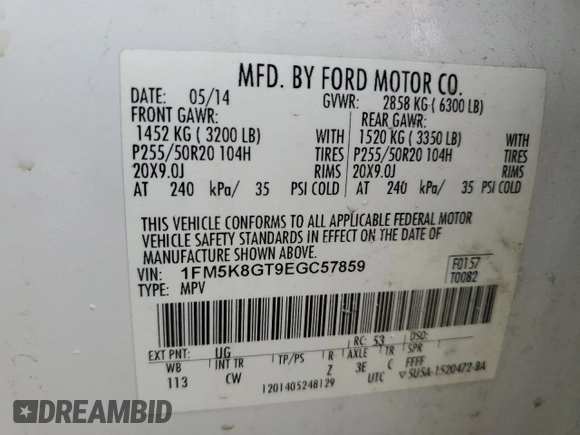 MFD. BY FORD MOTOR CO.
DATE: 05/14 GVWR: 2858 KG ( 6300 LB)
FRONT GAWR: REAR GAWR:
1452 KG ( 3200 LB) WITH 1520 KG ( 3350 LB) WITH
P255/50R20 104H TIRES P255/50R20 104H TIRES
20X9.0J RIMS 20X9.0J RIMS
AT 240 kPa/ 35 PSI COLD AT 240 kPa/ 35 PSI COLD
THIS VEHICLE CONFORMS TO ALL APPLICABLE FEDERAL MOTOR
VEHICLE SAFETY STANDARDS IN EFFECT ON THE DATE OF
MANUFACTURE SHOWN ABOVE.
VIN: 1FM5K8GT9EGC57859
TYPE: MPV
F0157
T0082
RC: 53 DSO:
EXT PNT: UG
WB INT TR TP/PS R AXLE TR SPR
113 CW Z 3E C FFFF
1201405248129 UTC 5U5A-1520472-BA
DREAMBID